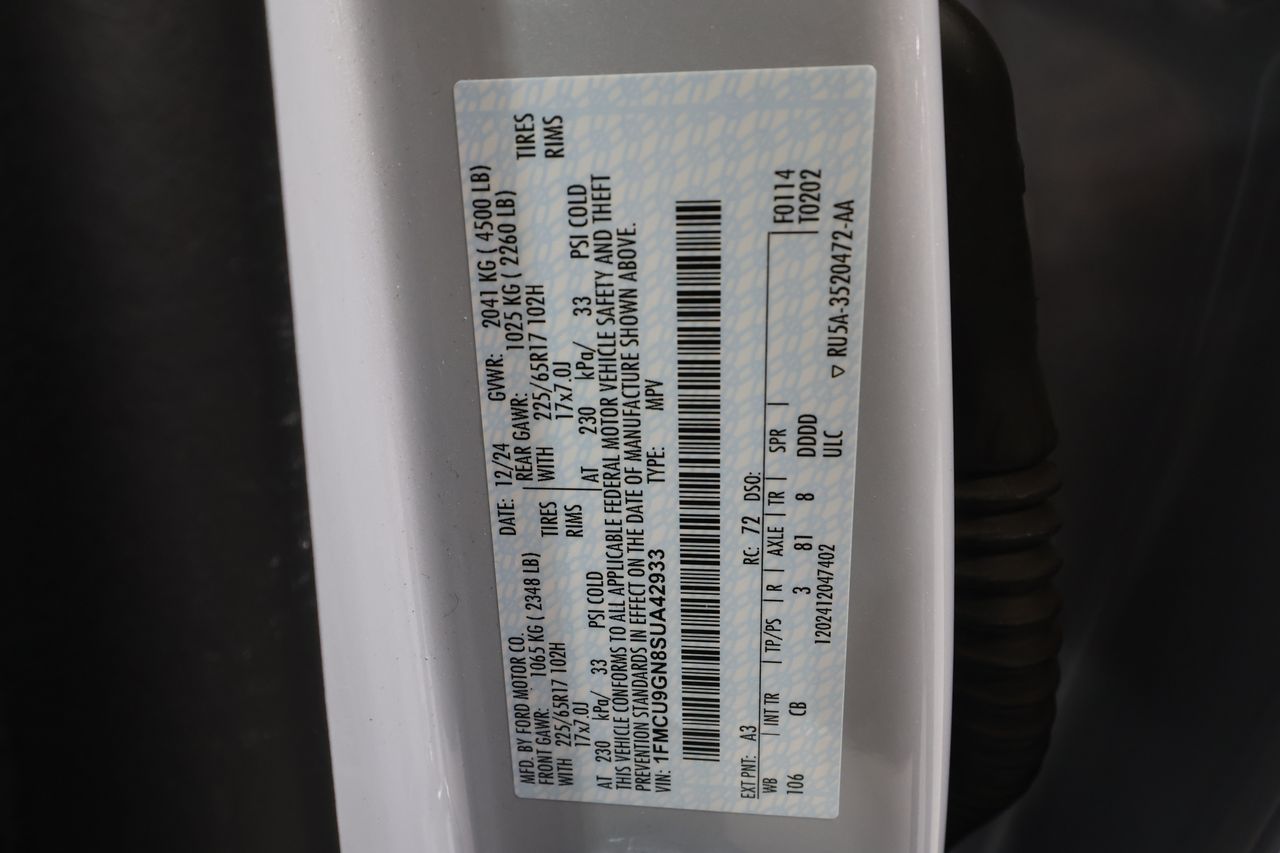 MFD. BY FORD MOTOR CO. DATE: 12/24 GVWR: 2041 KG ( 4500 LB)
FRONT GAWR: 1065 KG ( 2348 LB) REAR GAWR: 1025 KG ( 2260 LB)
WITH 225/65R17 102H TIRES WITH 225/65R17 102H TIRES
17x7.0J RIMS 17x7.0J RIMS
AT 230 kPa/ 33 PSI COLD AT 230 kPa/ 33 PSI COLD
THIS VEHICLE CONFORMS TO ALL APPLICABLE FEDERAL MOTOR VEHICLE SAFETY AND THEFT
PREVENTION STANDARDS IN EFFECT ON THE DATE OF MANUFACTURE SHOWN ABOVE.
VIN: 1FMCU9GN8SUA42933 TYPE: MPV
EXT PNT: A3 RC: 72 DSO:
WB INT TR TP/PS R AXLE TR SPR F0114
106 CB 3 81 8 DDDD T0202
1202412047402 ULC
▽ RU5A-3520472-AA